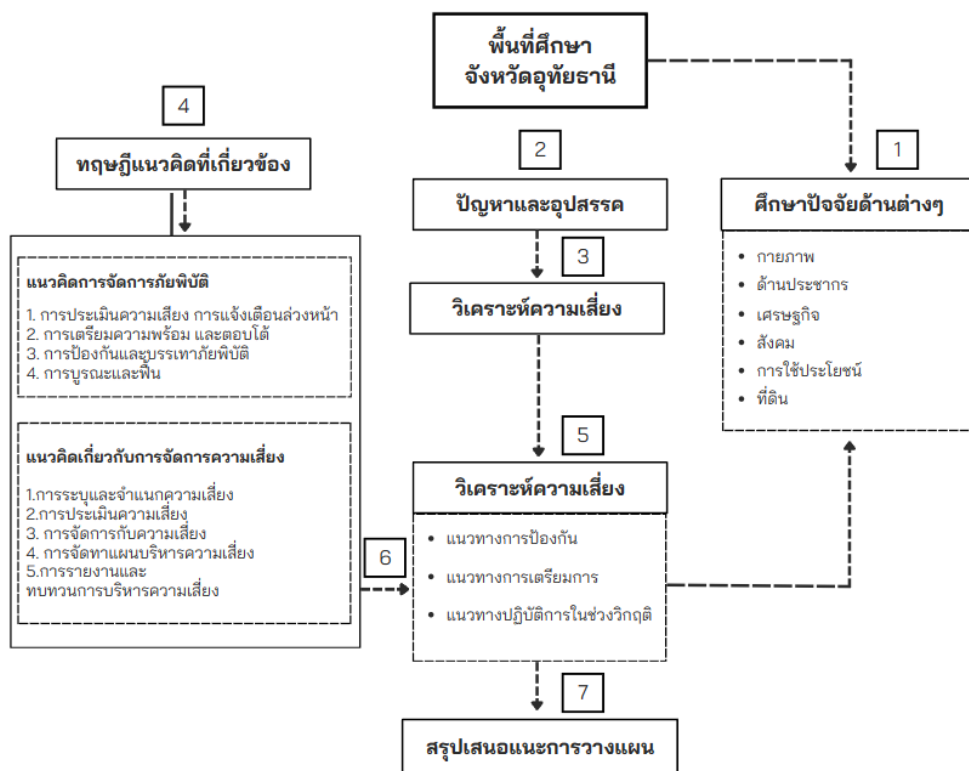 พื้นที่ศึกษา
จังหวัดอุทัยธานี
4
ทฤษฎีแนวคิดที่เกี่ยวข้อง
2
1
ปัญหาและอุปสรรค
ศึกษาปัจจัยด้านต่างๆ
3
กายภาพ
ด้านประชากร
เศรษฐกิจ
สังคม
การใช้ประโยชน์
ที่ดิน
แนวคิดการจัดการภัยพิบัติ
1. การประเมินความเสียง การแจ้งเตือนล่วงหน้า
2. การเตรียมความพร้อม และตอบโต้
3. การป้องกันและบรรเทาภัยพิบัติ
4. การบูรณะและฟื้น
วิเคราะห์ความเสี่ยง
5
แนวคิดเกี่ยวกับการจัดการความเสี่ยง
1.การระบุและจำแนกความเสี่ยง
2.การประเมินความเสี่ยง
3. การจัดการกับความเสี่ยง
4. การจัดทาแผนบริหารความเสี่ยง
5.การรายงานและ
ทบทวนการบริหารความเสี่ยง
6
วิเคราะห์ความเสี่ยง
แนวทางการป้องกัน
แนวทางการเตรียมการ
แนวทางปฏิบัติการในช่วงวิกฤติ
7
สรุปเสนอแนะการวางแผน